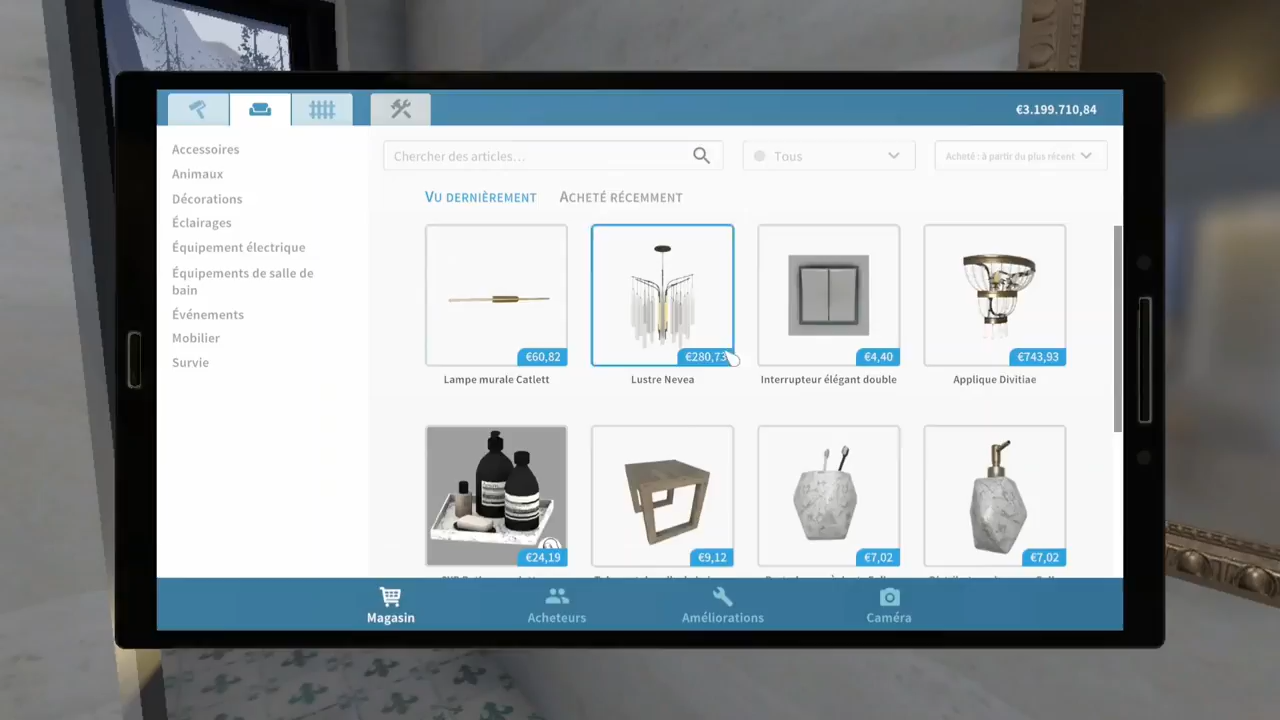 €3.199.710,84
Accessoires
Animaux
Décorations
Éclairages
Équipement électrique
Équipements de salle de
bain
Événements
Mobilier
Survie
Chercher des articles...
Tous
Acheté : à partir du plus récent
VU DERNIÈREMENT
ACHETÉ RÉCEMMENT
€60,82
€280,73
€4,40
€743,93
Lampe murale Catlett
Lustre Nevea
Interrupteur élégant double
Applique Divitiae
€24,19
€9,12
€7,02
€7,02
Magasin
Acheteurs
Améliorations
Caméra